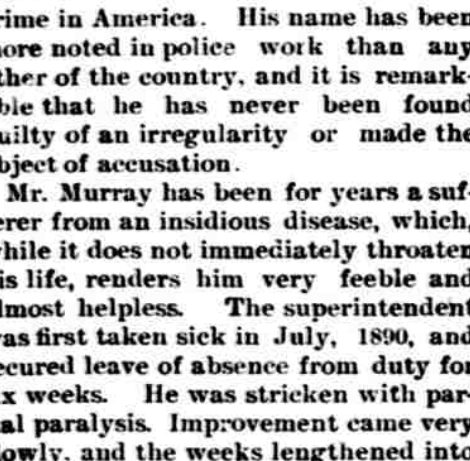 rime in America. His name has been
nore noted in police work than any
ther of the country, and it is remark-
ble that he has never been found
uilty of an irregularity or made the
bject of accusation.
Mr. Murray has been for years a suf-
erer from an insidious disease, which,
while it does not immediately threaten
is life, renders him very feeble and
lmost helpless. The superintendent
vas first taken sick in July, 1890, and
ecured leave of absence from duty for
ix weeks. He was stricken with par-
al paralysis. Improvement came very
lowly, and the weeks lengthened into